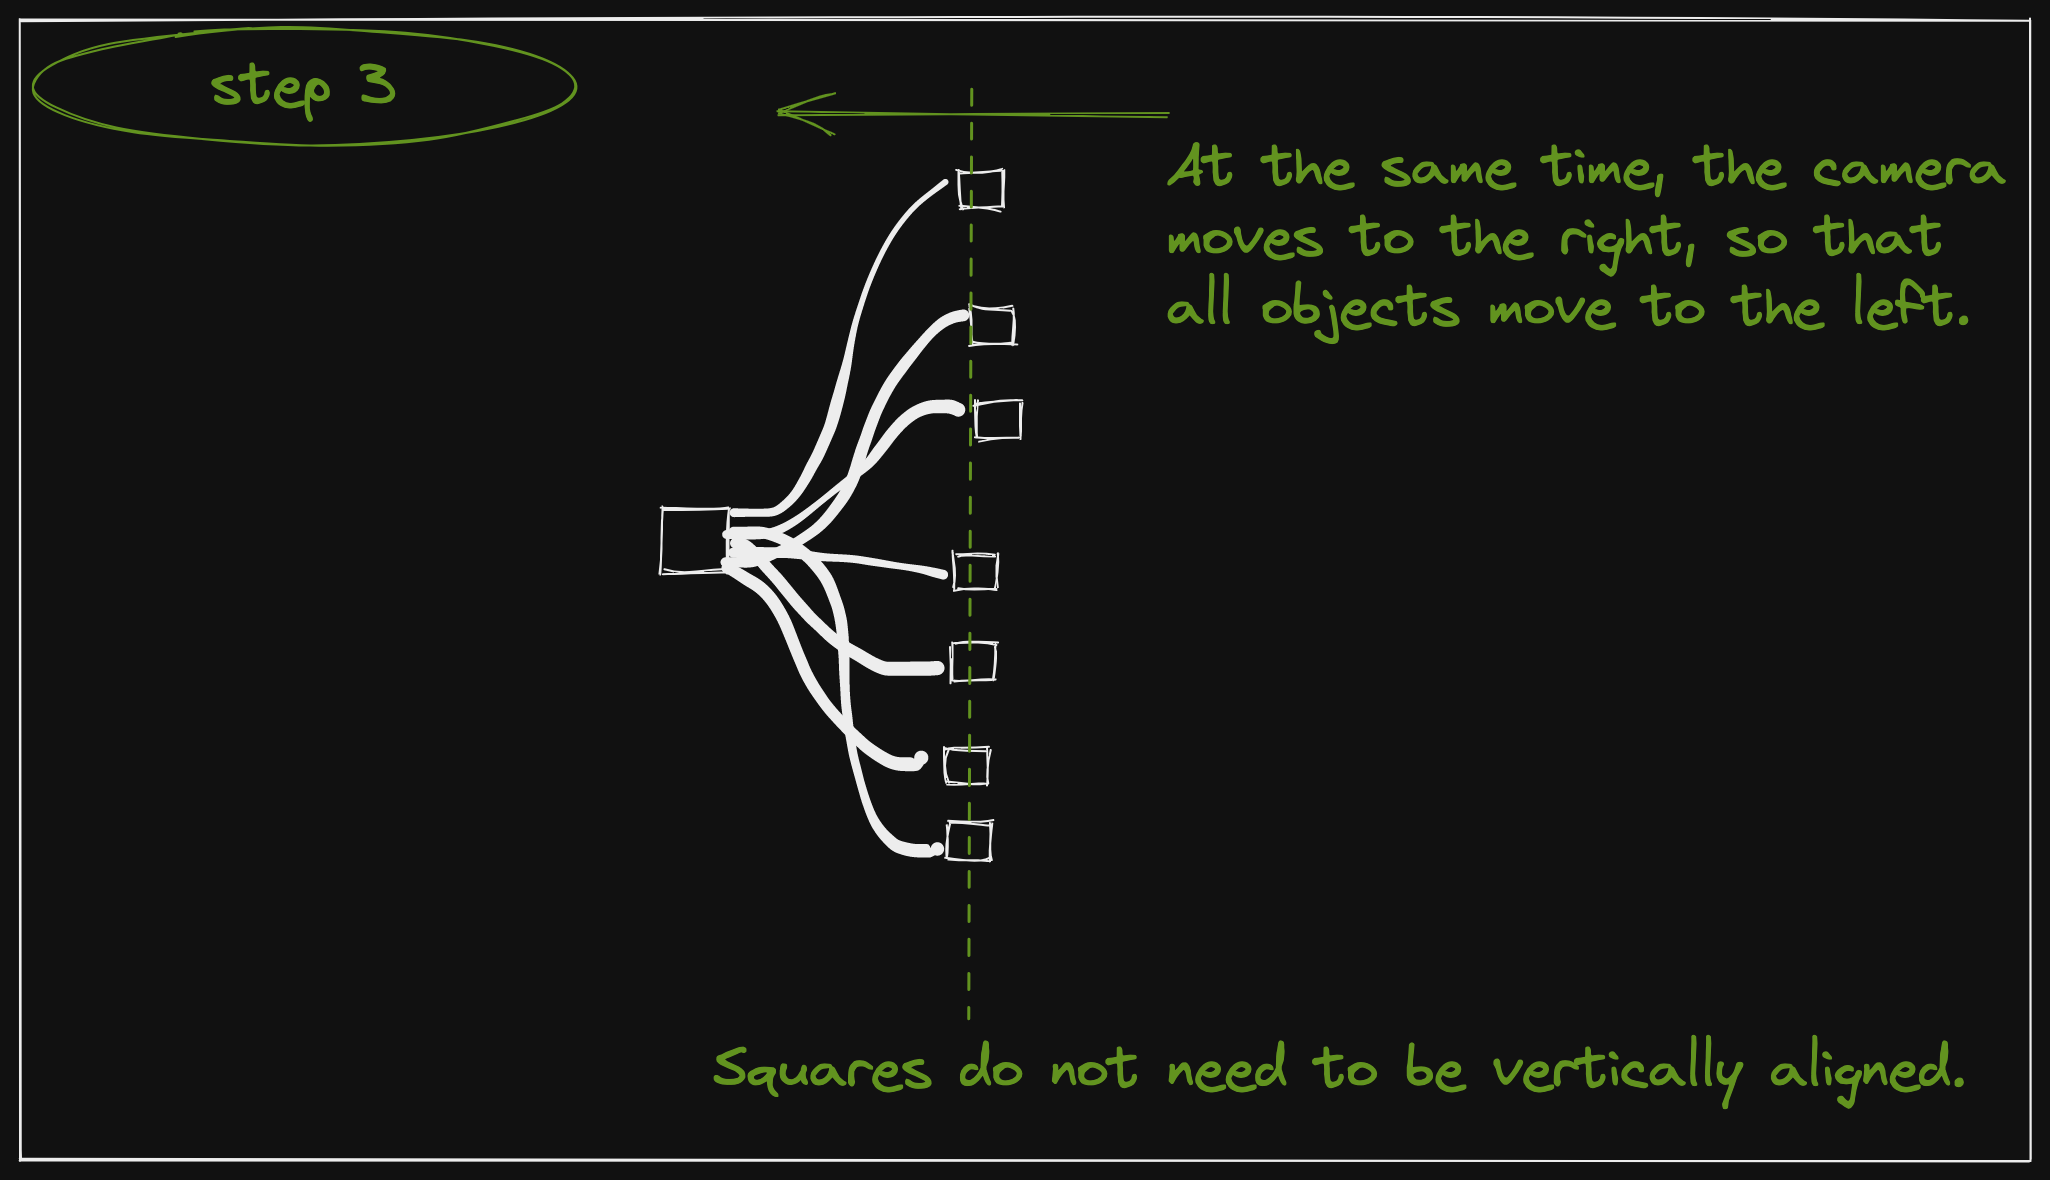 step 3
At the same time, the camera
moves to the right, so that
all objects move to the left.
Squares do not need to be vertically aligned.